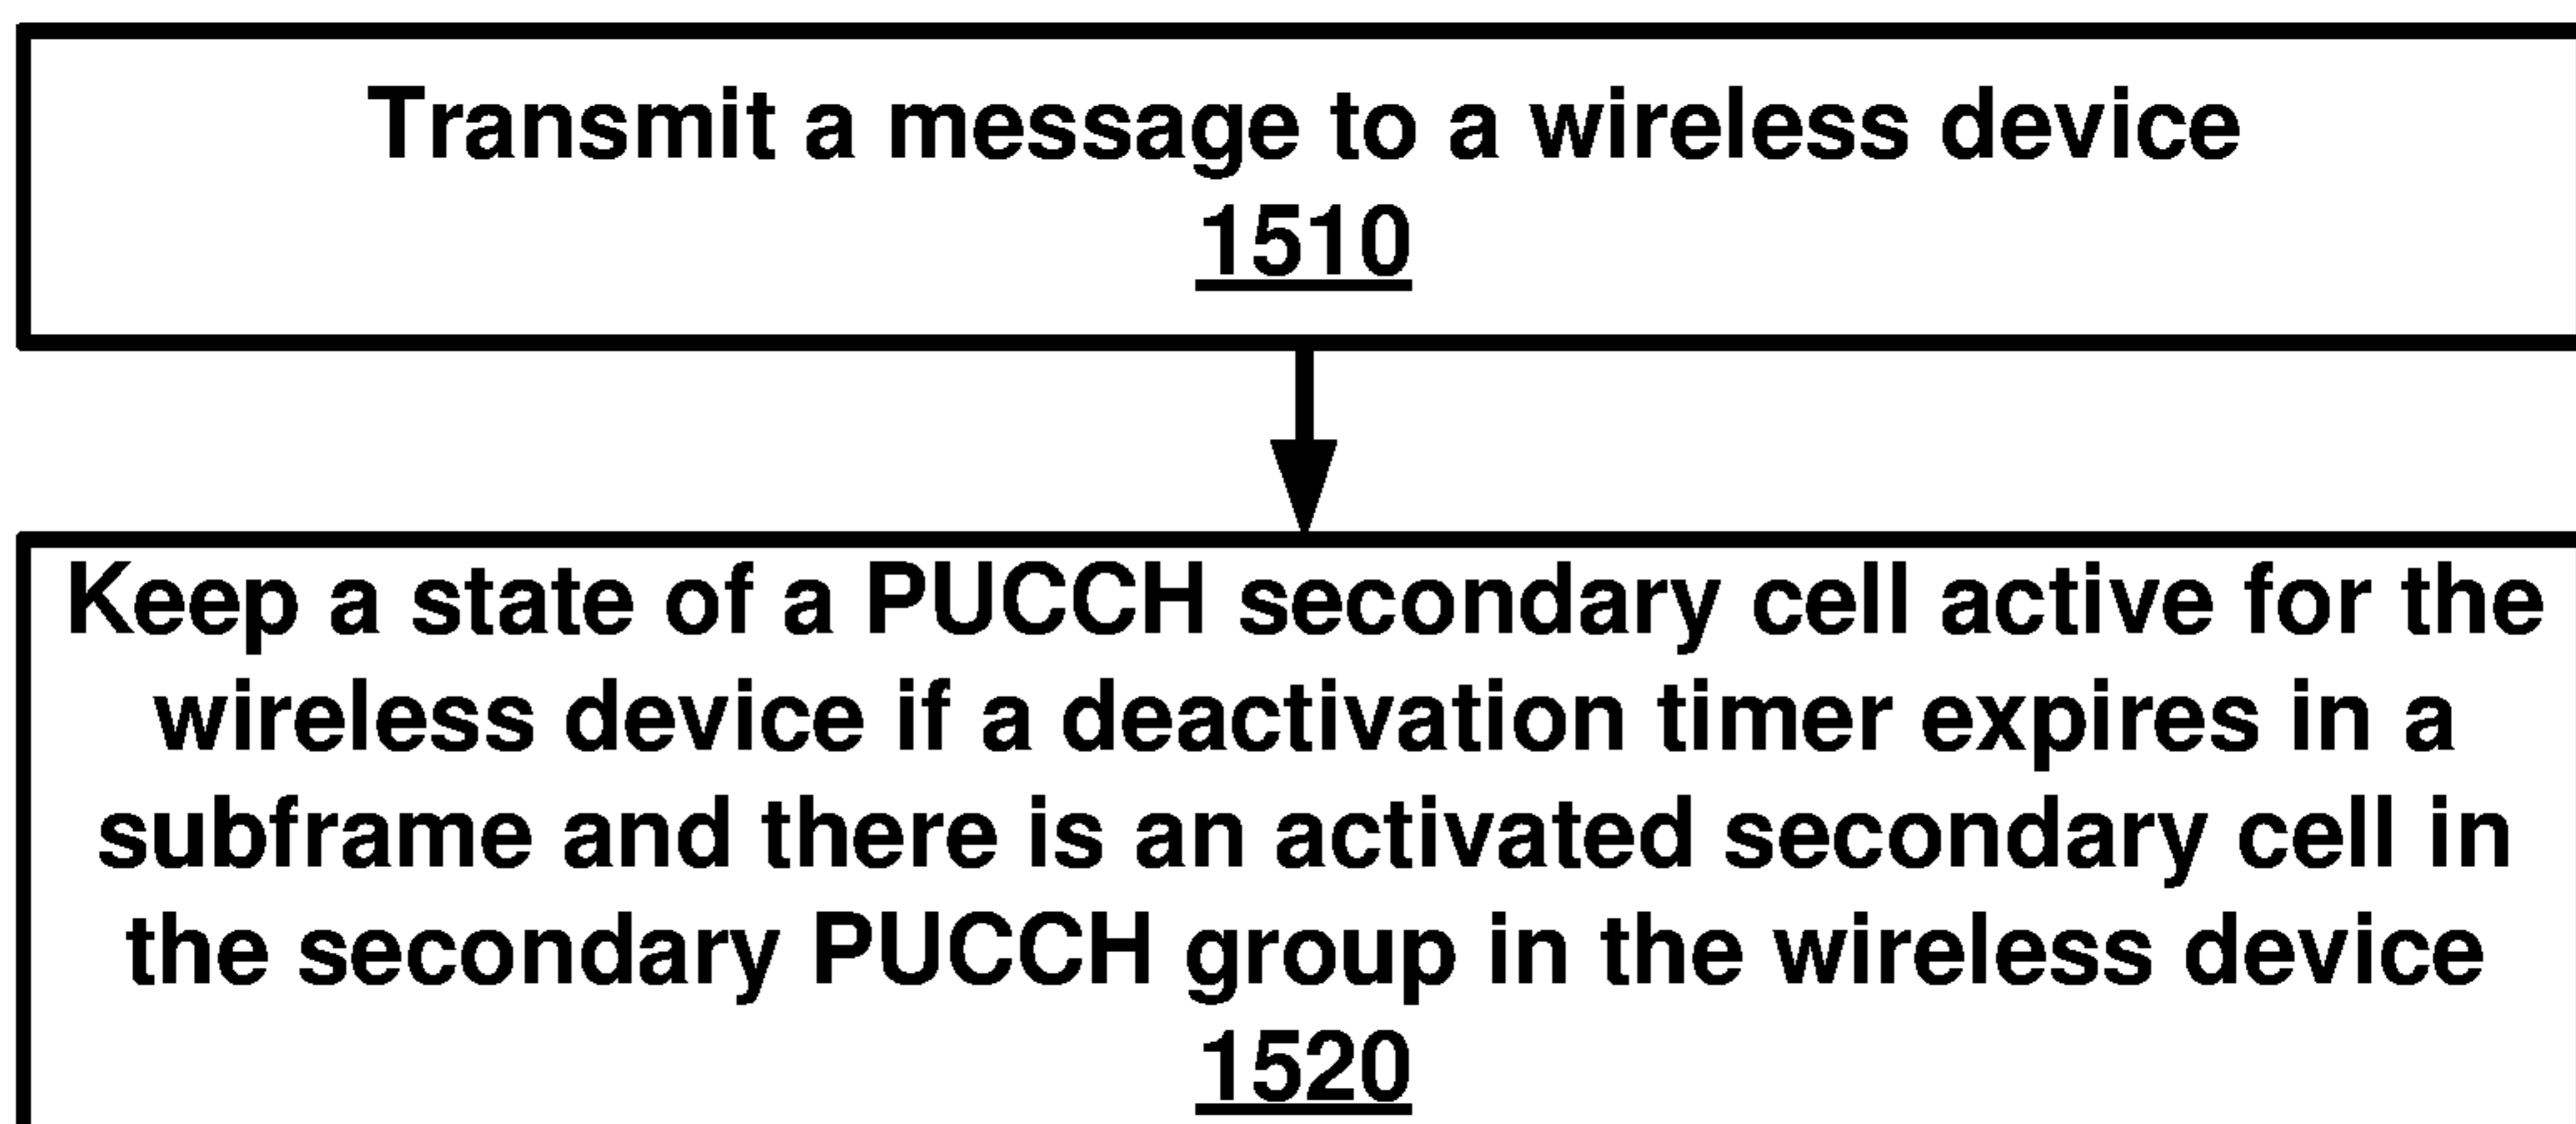 Transmit a message to a wireless device
1510
Keep a state of a PUCCH secondary cell active for the
wireless device if a deactivation timer expires in a
subframe and there is an activated secondary cell in
the secondary PUCCH group in the wireless device
1520